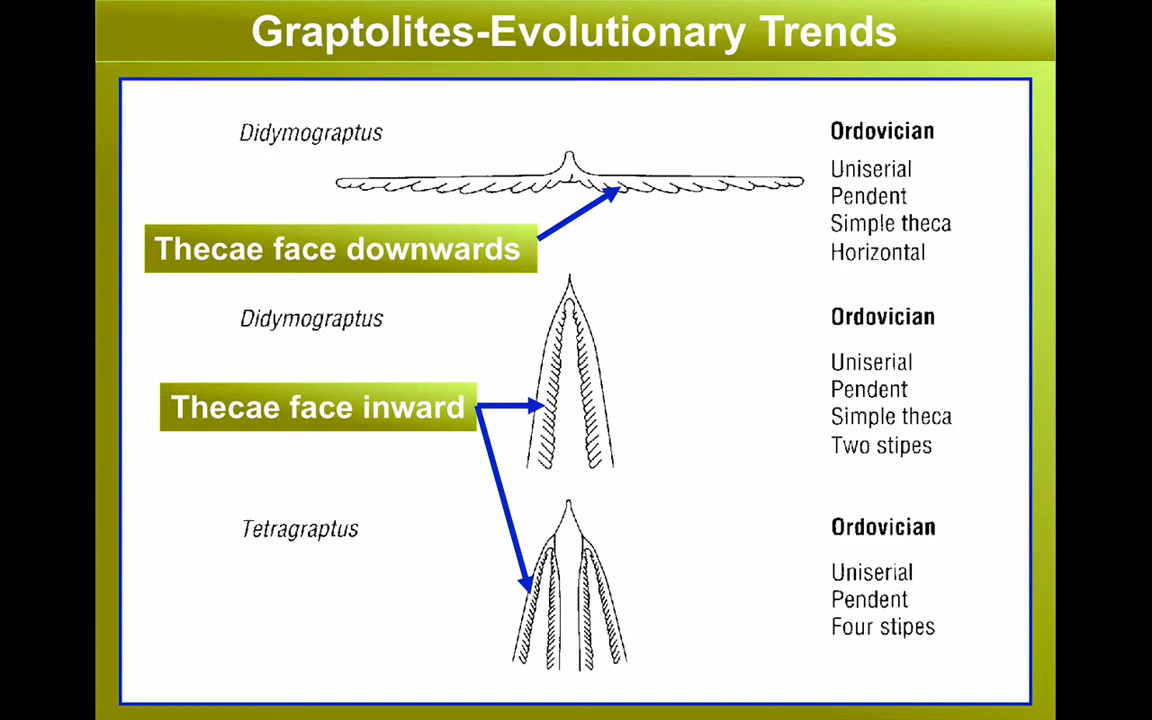 Graptolites-Evolutionary Trends
Didymograptus
Ordovician
Uniserial
Pendent
Simple theca
Horizontal
Thecae face downwards
Didymograptus
Ordovician
Uniserial
Pendent
Simple theca
Two stipes
Thecae face inward
Tetragraptus
Ordovician
Uniserial
Pendent
Four stipes